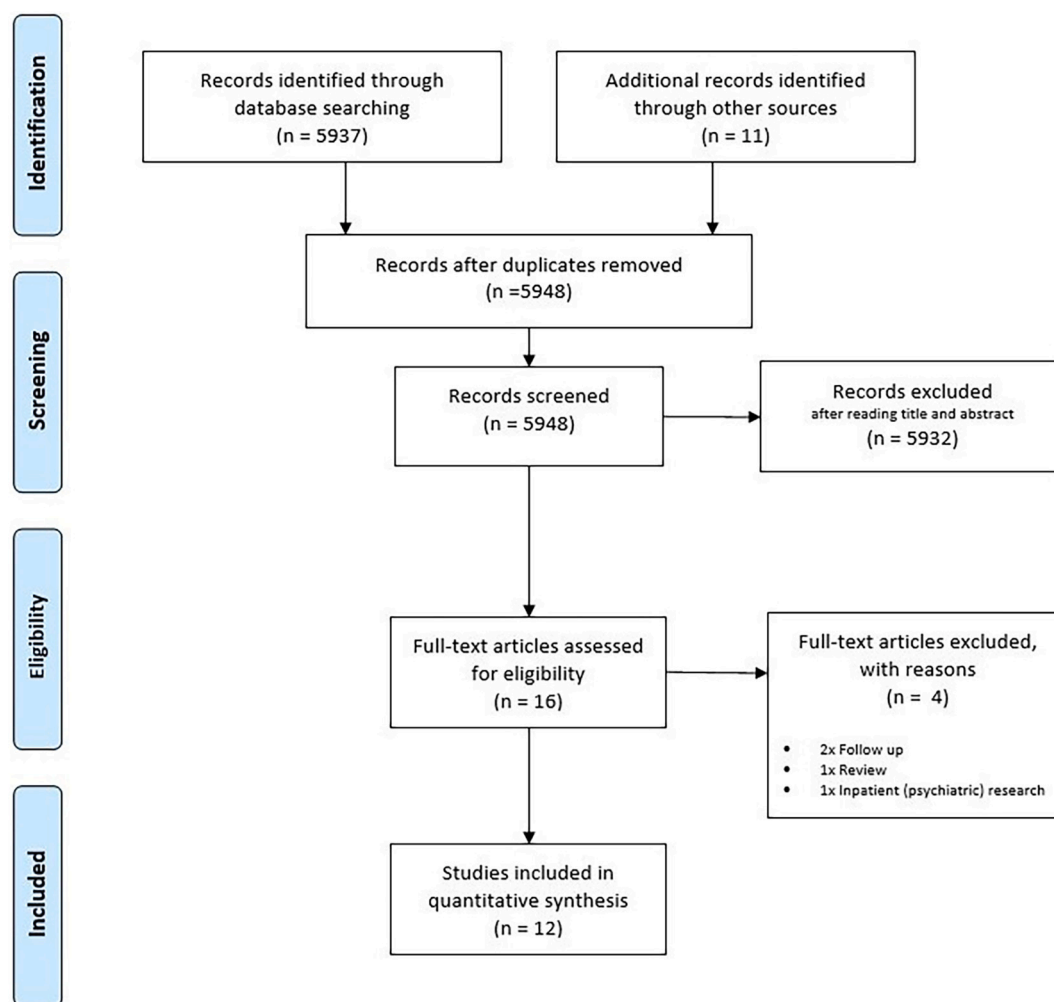 Identification
Records identified through
database searching
(n = 5937)
Additional records identified
through other sources
(n = 11)
Records after duplicates removed
(n =5948)
Screening
Records screened
(n = 5948)
Records excluded
after reading title and abstract
(n = 5932)
Eligibility
Full-text articles assessed
for eligibility
(n = 16)
Full-text articles excluded,
with reasons
(n = 4)
• 2x Follow up
• 1x Review
• 1x Inpatient (psychiatric) research
Included
Studies included in
quantitative synthesis
(n = 12)